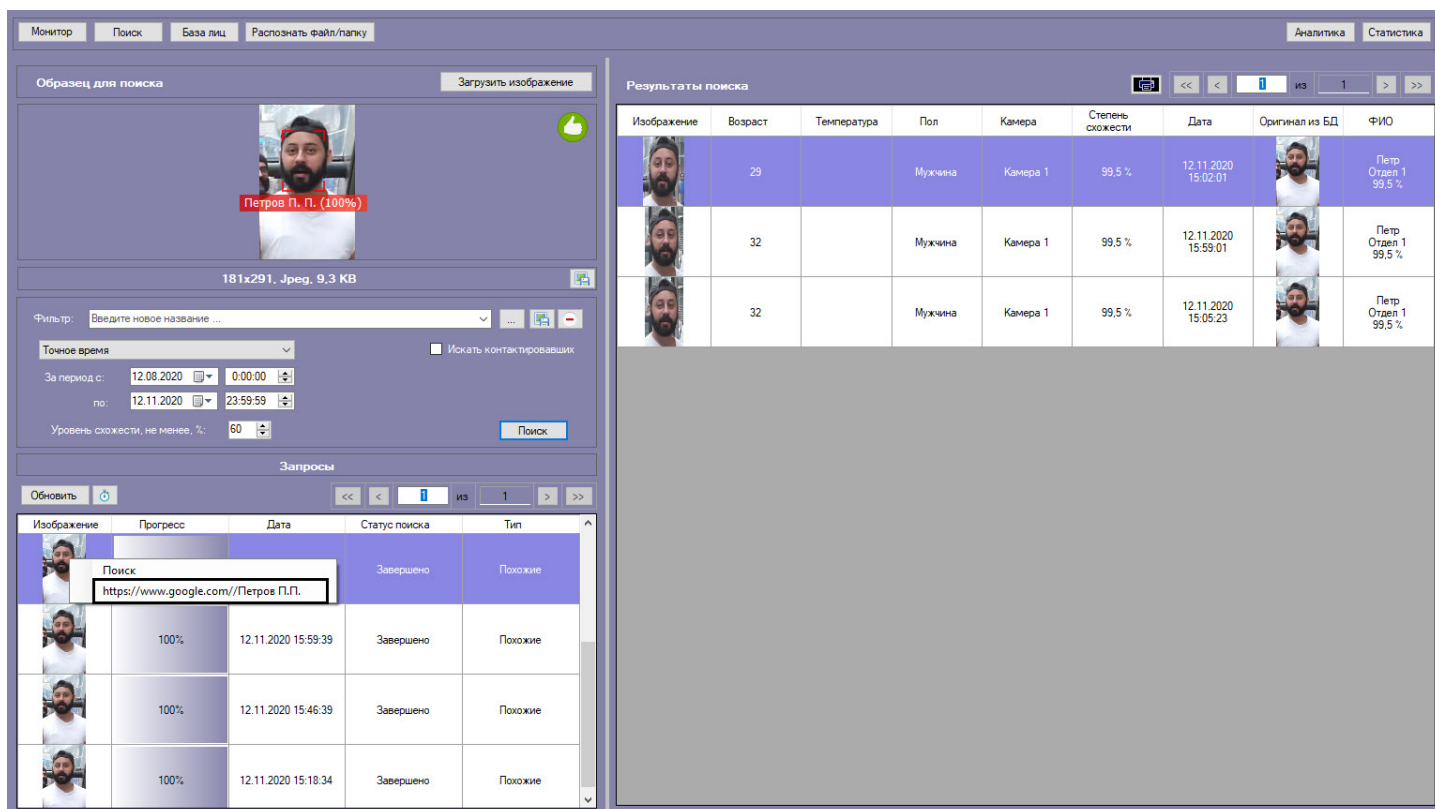 Монитор
Поиск
База лиц
Распознать файл/папку
Аналитика
Статистика
Образец для поиска
Загрузить изображение
Петров П. П. (100%)
181x291, Jpeg, 9,3 KB
Фильтр:
Введите новое название ...
...
Точное время
Искать контактировавших
За период с:
12.08.2020
0:00:00
по:
12.11.2020
23:59:59
Уровень схожести, не менее, %:
60
Поиск
Запросы
Обновить
<<
<
1
из
1
>
>>
Изображение
Прогресс
Дата
Статус поиска
Тип
Завершено
Похожие
Поиск
https://www.google.com//Петров П.П.
100%
12.11.2020 15:59:39
Завершено
Похожие
100%
12.11.2020 15:46:39
Завершено
Похожие
100%
12.11.2020 15:18:34
Завершено
Похожие
Результаты поиска
<<
<
1
из
1
>
>>
Изображение
Возраст
Температура
Пол
Камера
Степень
схожести
Дата
Оригинал из БД
ФИО
29
Мужчина
Камера 1
99,5 %
12.11.2020
15:02:01
Петр
Отдел 1
99,5 %
32
Мужчина
Камера 1
99,5 %
12.11.2020
15:59:01
Петр
Отдел 1
99,5 %
32
Мужчина
Камера 1
99,5 %
12.11.2020
15:05:23
Петр
Отдел 1
99,5 %